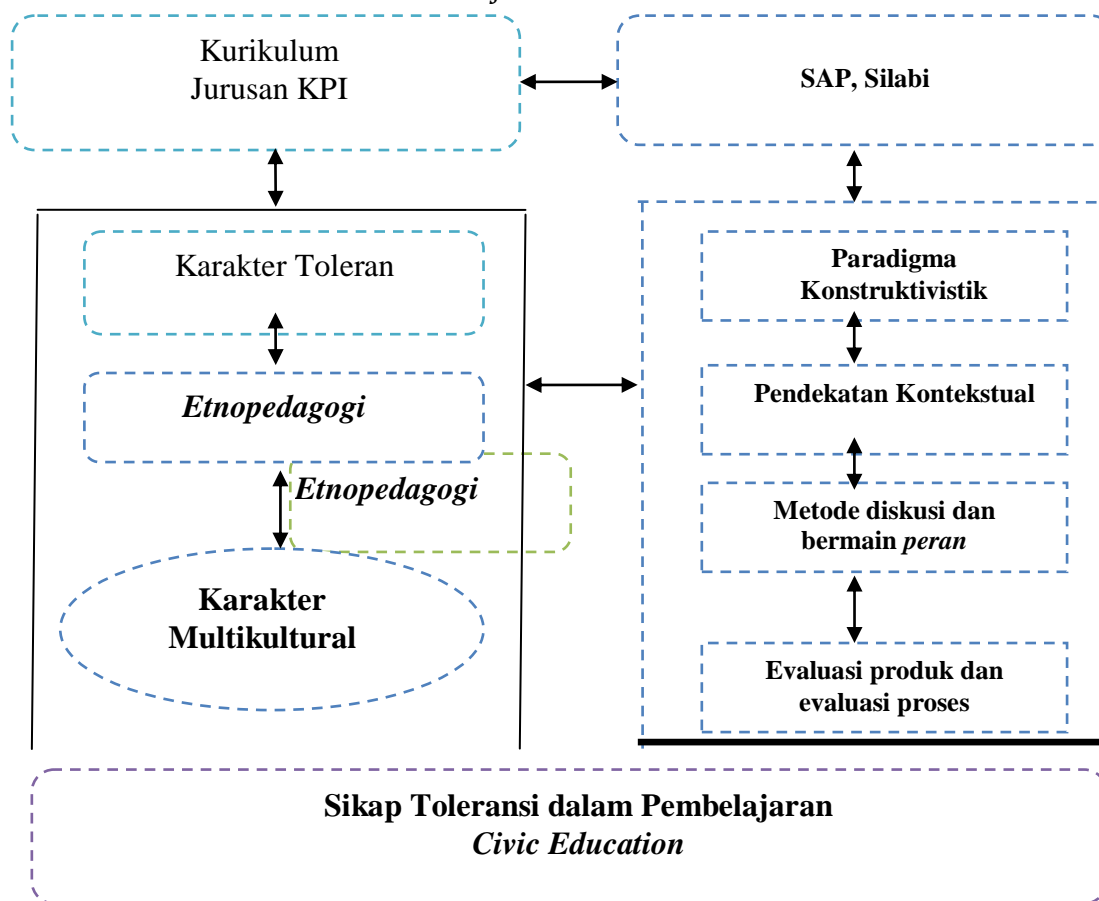 Kurikulum
Jurusan KPI
SAP, Silabi
Karakter Toleran
Etnopedagogi
Etnopedagogi
Karakter
Multikultural
Paradigma
Konstruktivistik
Pendekatan Kontekstual
Metode diskusi dan
bermain peran
Evaluasi produk dan
evaluasi proses
Sikap Toleransi dalam Pembelajaran
Civic Education